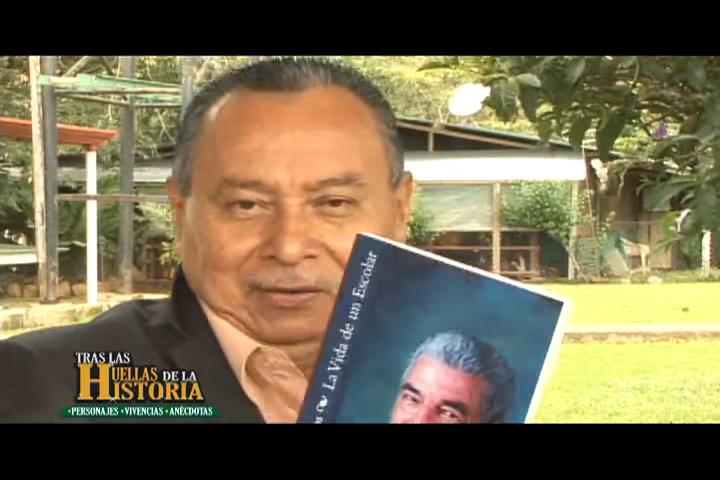 La Vida de un Escolar
TRAS LAS
HUELLAS DE LA
HISTORIA
• PERSONAJES • VIVENCIAS • ANÉCDOTAS •